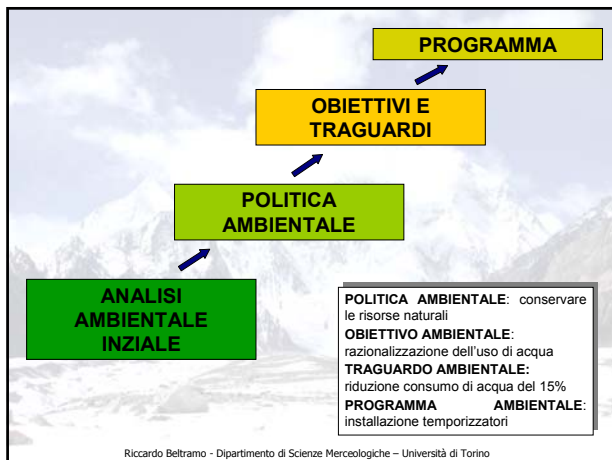 PROGRAMMA
OBIETTIVI E
TRAGUARDI
POLITICA
AMBIENTALE
ANALISI
AMBIENTALE
INZIALE
POLITICA AMBIENTALE: conservare
le risorse naturali
OBIETTIVO AMBIENTALE:
razionalizzazione dell'uso di acqua
TRAGUARDO AMBIENTALE:
riduzione consumo di acqua del 15%
PROGRAMMA AMBIENTALE:
installazione temporizzatori
Riccardo Beltramo - Dipartimento di Scienze Merceologiche – Università di Torino